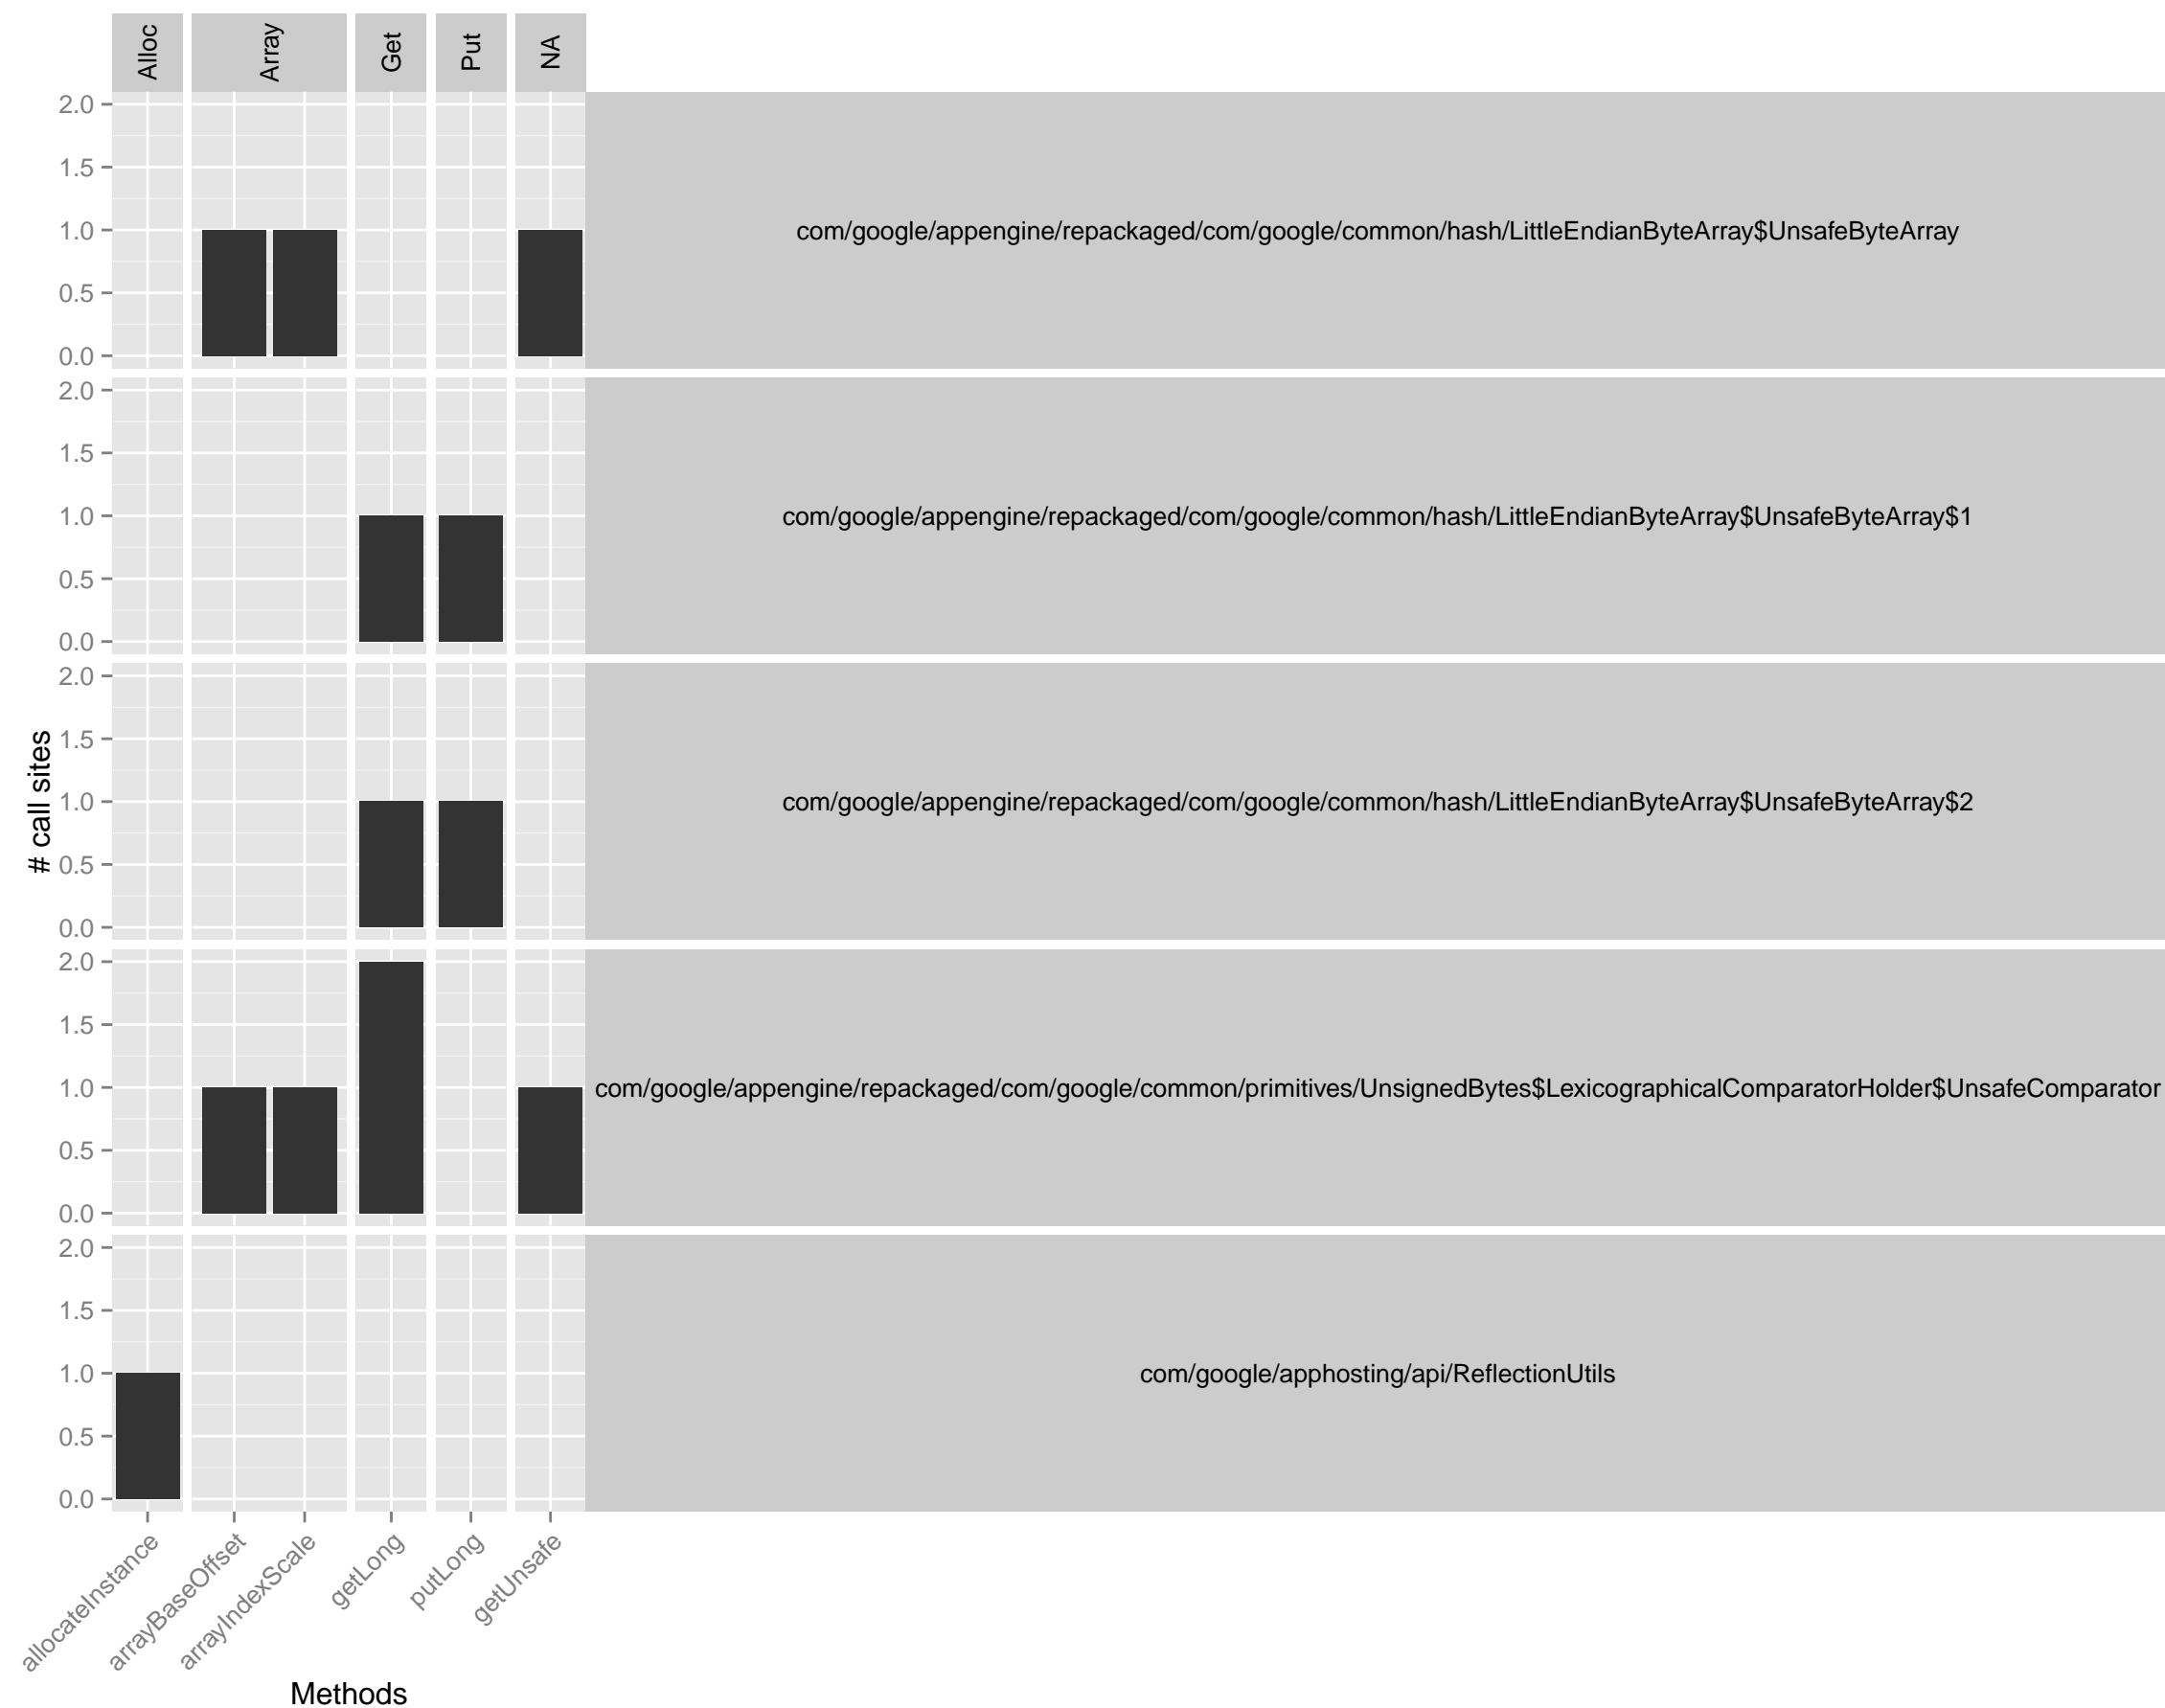 Alloc
Array
Get
Put
NA
2.0
1.5
1.0
0.5
0.0
com/google/appengine/repackaged/com/google/common/hash/LittleEndianByteArray$UnsafeByteArray
2.0
1.5
1.0
0.5
0.0
com/google/appengine/repackaged/com/google/common/hash/LittleEndianByteArray$UnsafeByteArray$1
2.0
1.5
1.0
0.5
0.0
com/google/appengine/repackaged/com/google/common/hash/LittleEndianByteArray$UnsafeByteArray$2
2.0
1.5
1.0
0.5
0.0
com/google/appengine/repackaged/com/google/common/primitives/UnsignedBytes$LexicographicalComparatorHolder$UnsafeComparator
2.0
1.5
1.0
0.5
0.0
com/google/apphosting/api/ReflectionUtils
# call sites
allocateInstance
arrayBaseOffset
arrayIndexScale
getLong
putLong
getUnsafe
Methods